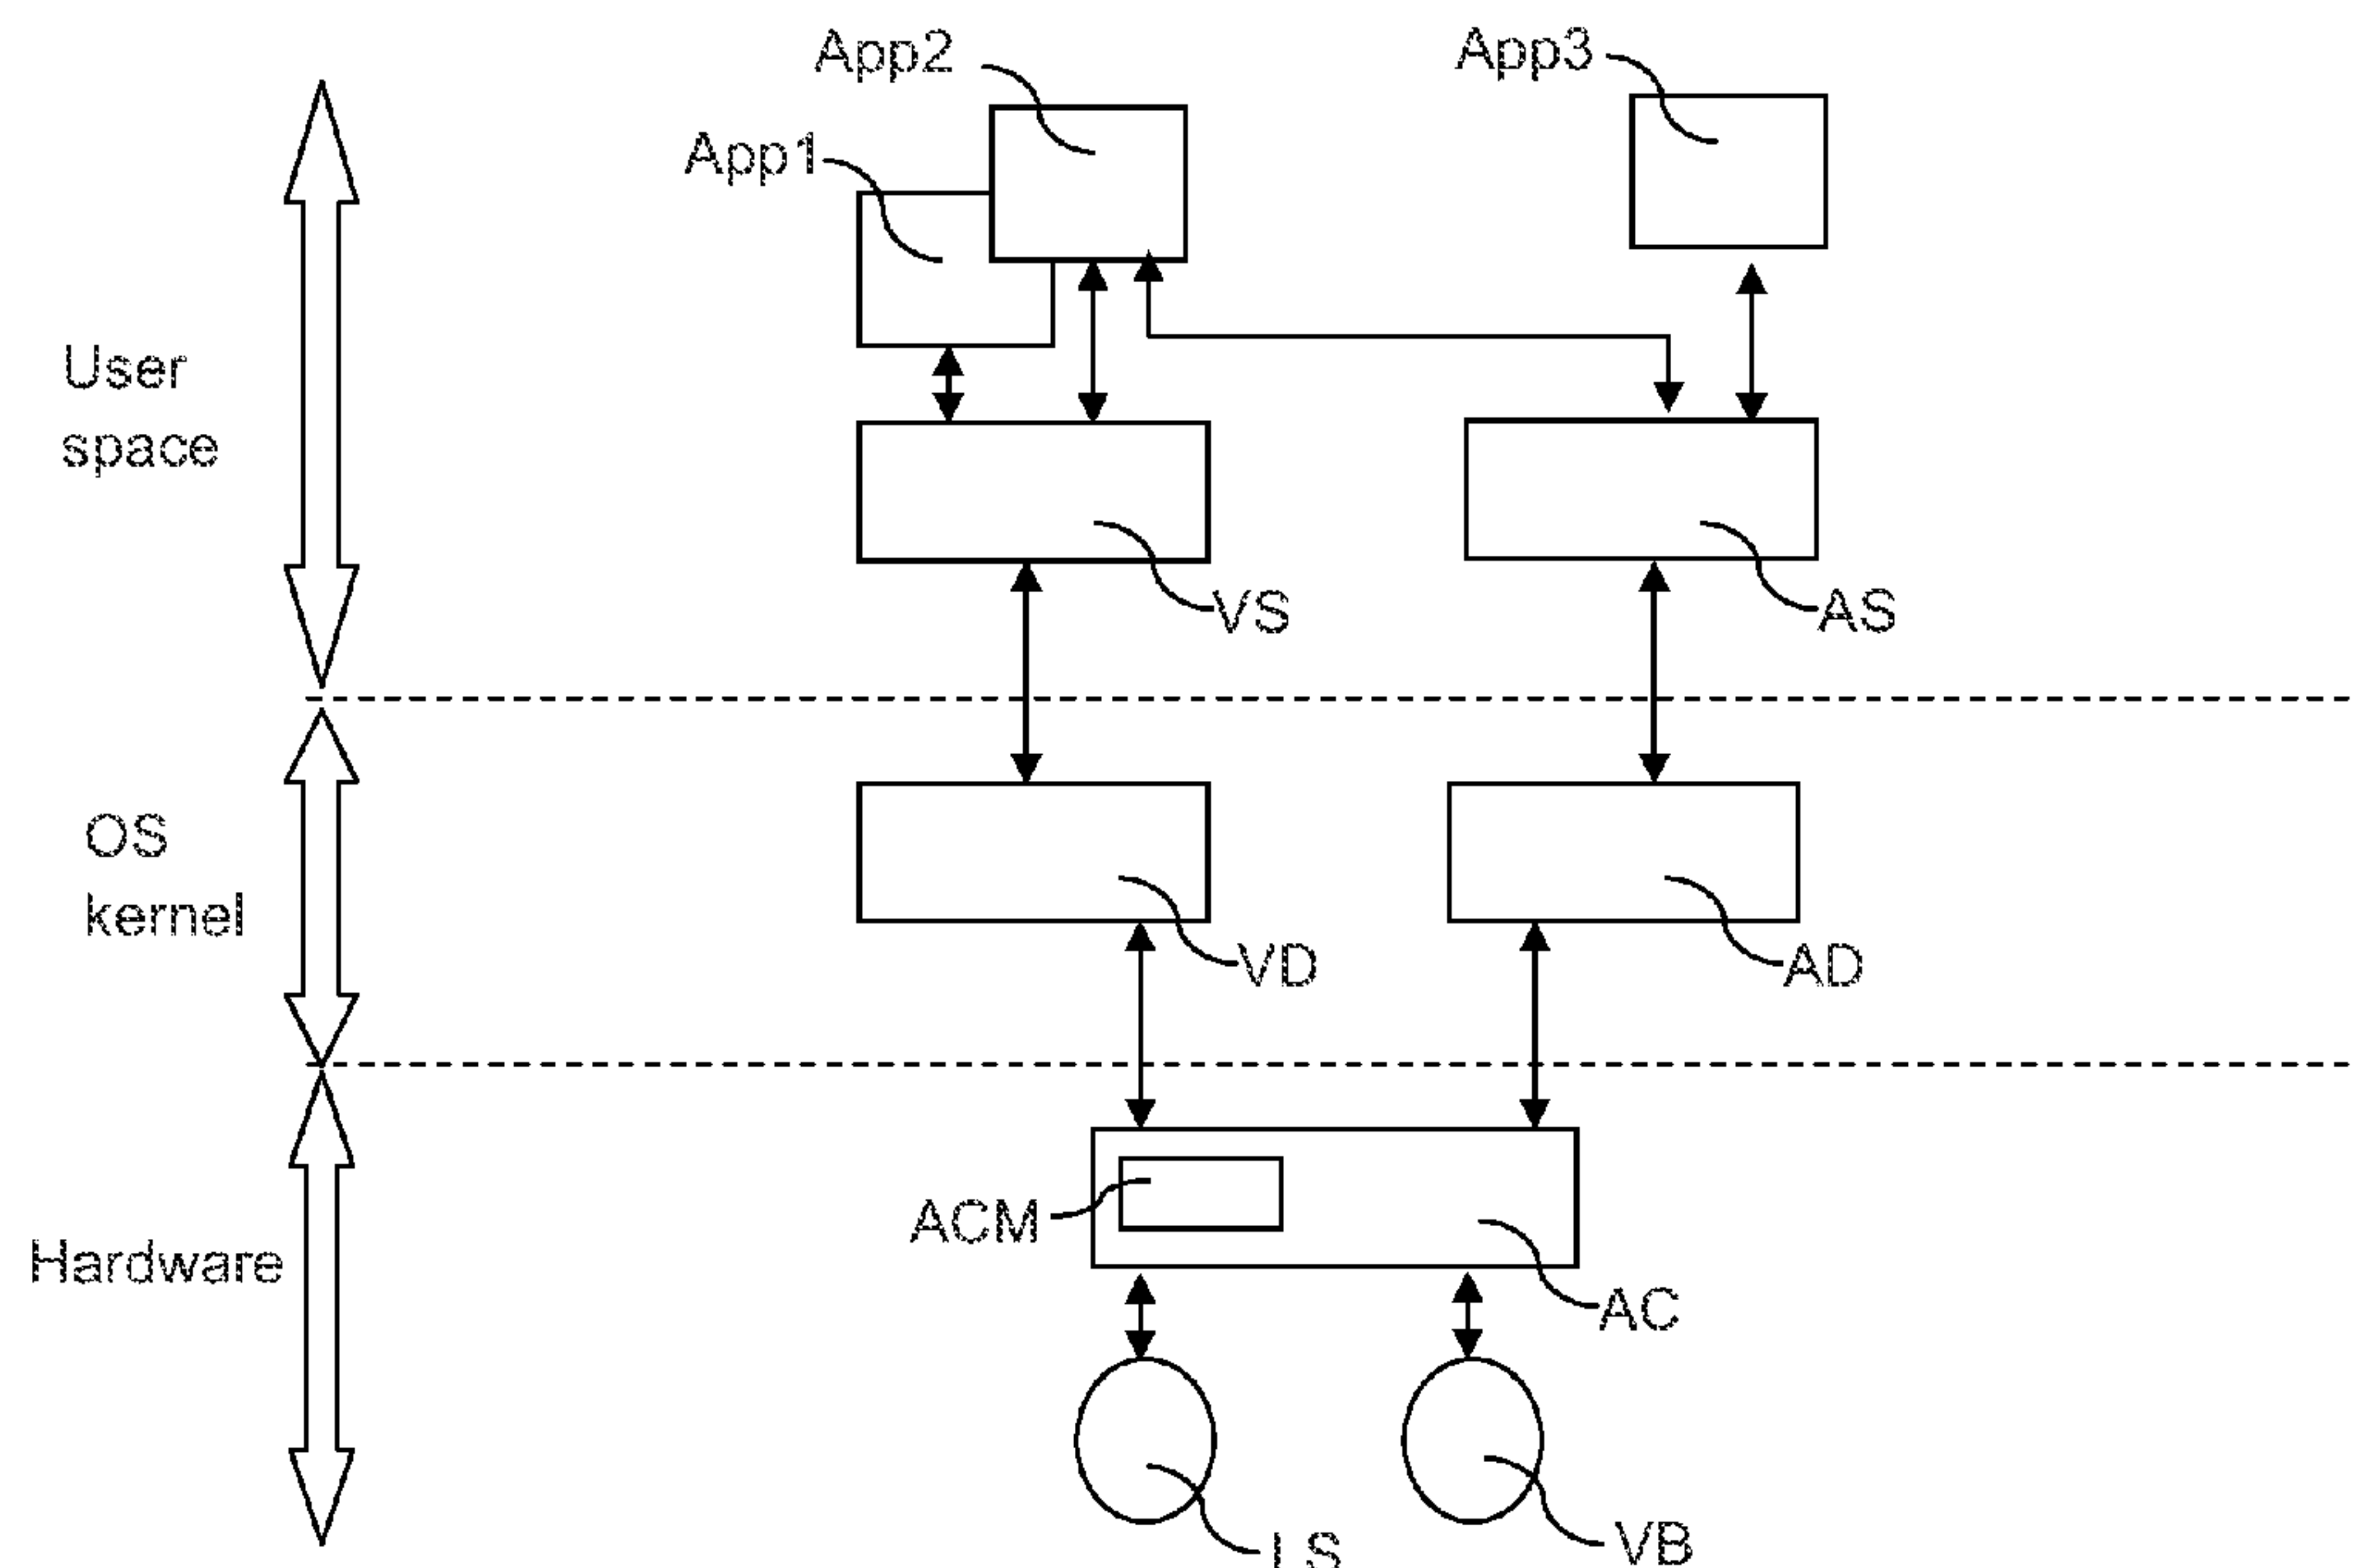 App2
App3
App1
User
space
VS
AS
OS
kernel
VD
AD
ACM
Hardware
AC
LS
VB